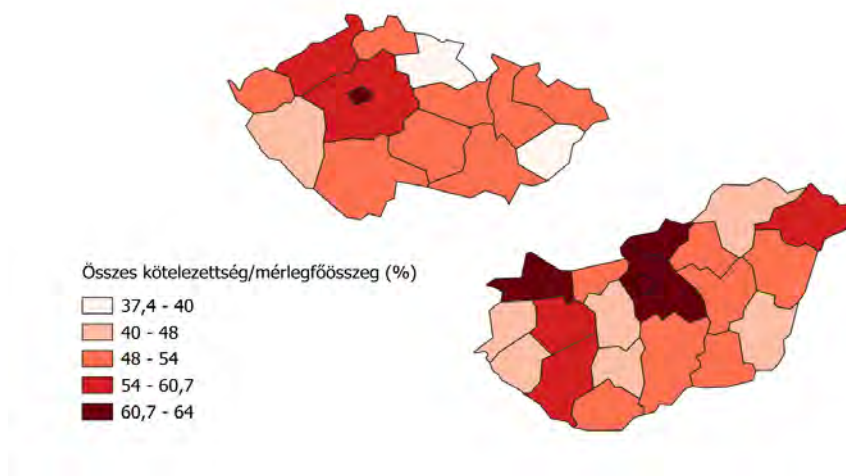 Összes kötelezettség/mérlegfőösszeg (%)
37,4 - 40
40 - 48
48 - 54
54 - 60,7
60,7 - 64